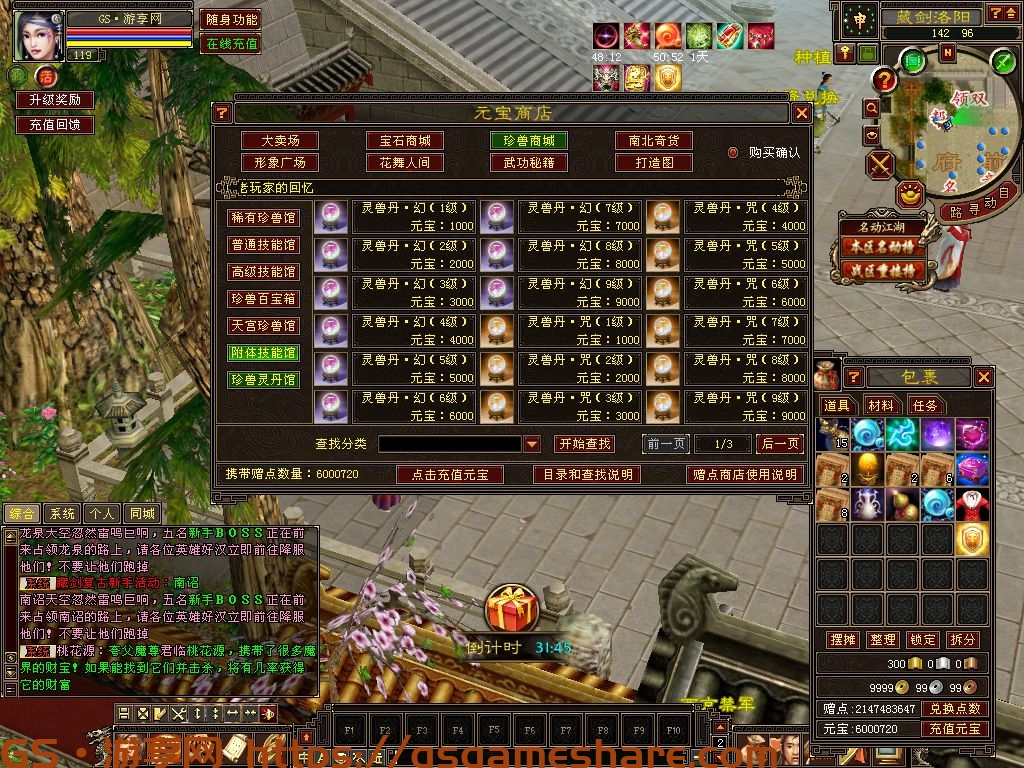 GS·游享网
119
随身功能
在线充值
活
升级奖励
充值回馈
48:12
50:52
1天
种植
藏剑洛阳
142 96
申
N
领双
府
前
自动寻路
名动江湖
本区名动榜
战区重楼榜
元宝商店
大卖场
宝石商城
珍兽商城
南北奇货
形象广场
花舞人间
武功秘籍
打造图
购买确认
老玩家的回忆
稀有珍兽馆
普通技能馆
高级技能馆
珍兽百宝箱
天宫珍兽馆
附体技能馆
珍兽灵丹馆
灵兽丹·幻(1级)
元宝:1000
灵兽丹·幻(7级)
元宝:7000
灵兽丹·咒(4级)
元宝:4000
灵兽丹·幻(2级)
元宝:2000
灵兽丹·幻(8级)
元宝:8000
灵兽丹·咒(5级)
元宝:5000
灵兽丹·幻(3级)
元宝:3000
灵兽丹·幻(9级)
元宝:9000
灵兽丹·咒(6级)
元宝:6000
灵兽丹·幻(4级)
元宝:4000
灵兽丹·咒(1级)
元宝:1000
灵兽丹·咒(7级)
元宝:7000
灵兽丹·幻(5级)
元宝:5000
灵兽丹·咒(2级)
元宝:2000
灵兽丹·咒(8级)
元宝:8000
灵兽丹·幻(6级)
元宝:6000
灵兽丹·咒(3级)
元宝:3000
灵兽丹·咒(9级)
元宝:9000
查找分类
开始查找
前一页
1/3
后一页
携带赠点数量:6000720
点击充值元宝
目录和查找说明
赠点商店使用说明
包裹
道具
材料
任务
15
2
2
6
8
摆摊
整理
锁定
拆分
300 0 0
9999 99 99
赠点:2147483647
兑换点数
元宝:6000720
充值元宝
综合
系统
个人
同城
龙泉天空忽然雷鸣巨响，五名新手BOSS正在前
来占领龙泉的路上，请各位英雄好汉立即前往降服
他们！不要让他们跑掉
系统 藏剑复古新手活动：南诏
南诏天空忽然雷鸣巨响，五名新手BOSS正在前
来占领南诏的路上，请各位英雄好汉立即前往降服
他们！不要让他们跑掉
系统 桃花源：夸父魔尊君临桃花源，携带了很多魔
界的财宝！如果能找到它们并击杀，将有几率获得
它的财富
倒计时 31:45
禁军
F1 F2 F3 F4 F5 F6 F7 F8 F9 F10
2
GS·游享网 https://gsgameshare.com